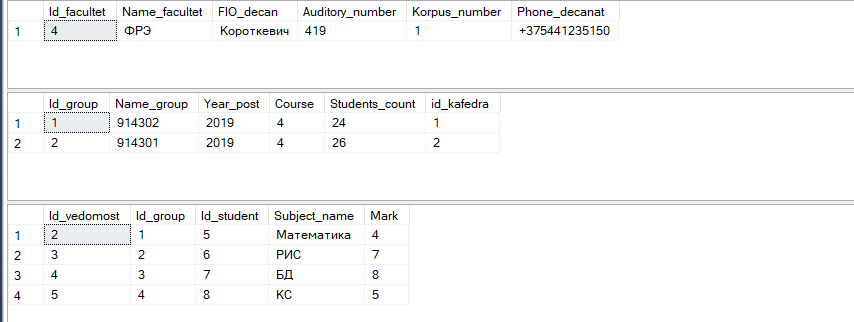 Id_facultet Name_facultet FIO_decan Auditory_number Korpus_number Phone_decanat
1 4 ФРЭ Короткевич 419 1 +375441235150
Id_group Name_group Year_post Course Students_count id_kafedra
1 1 914302 2019 4 24 1
2 2 914301 2019 4 26 2
Id_vedomost Id_group Id_student Subject_name Mark
1 2 1 5 Математика 4
2 3 2 6 РИС 7
3 4 3 7 БД 8
4 5 4 8 КС 5